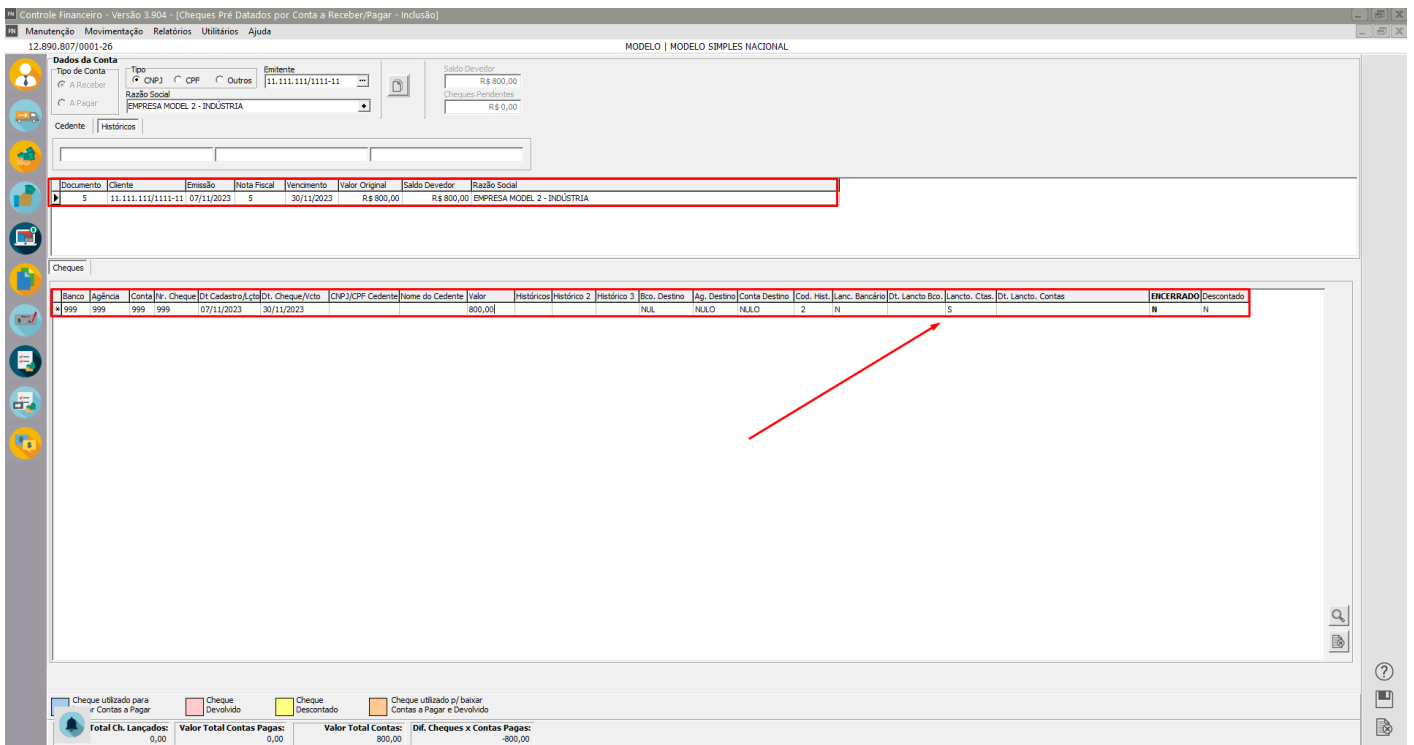 Controle Financeiro - Versão 3.904 - [Cheques Pré Datados por Conta a Receber/Pagar - Inclusão]
Manutenção Movimentação Relatórios Utilitários Ajuda
12.890.807/0001-26 MODELO | MODELO SIMPLES NACIONAL
Dados da Conta
Tipo de Conta Tipo Emitente Saldo Devedor
A Receber CNPJ CPF Outros 11.111.111/1111-11 R$ 800,00
Razão Social Cheques Pendentes
A Pagar EMPRESA MODEL 2 - INDÚSTRIA R$ 0,00
Cedente Históricos
Documento Cliente Emissão Nota Fiscal Vencimento Valor Original Saldo Devedor Razão Social
5 11.111.111/1111-11 07/11/2023 5 30/11/2023 R$ 800,00 R$ 800,00 EMPRESA MODEL 2 - INDÚSTRIA
Cheques
Banco Agência Conta Nr. Cheque Dt Cadastro/Lçto Dt. Cheque/Vcto CNPJ/CPF Cedente Nome do Cedente Valor Históricos Histórico 2 Histórico 3 Bco. Destino Ag. Destino Conta Destino Cod. Hist. Lanc. Bancário Dt. Lancto Bco. Lancto. Ctas. Dt. Lancto. Contas ENCERRADO Descontado
999 999 999 999 07/11/2023 30/11/2023 800,00 NUL NULO NULO 2 N S N N
Cheque utilizado para Cheque Cheque Cheque utilizado p/ baixar
Contas a Pagar Devolvido Descontado Contas a Pagar e Devolvido
Total Ch. Lançados: Valor Total Contas Pagas: Valor Total Contas: Dif. Cheques x Contas Pagas:
0,00 0,00 800,00 -800,00